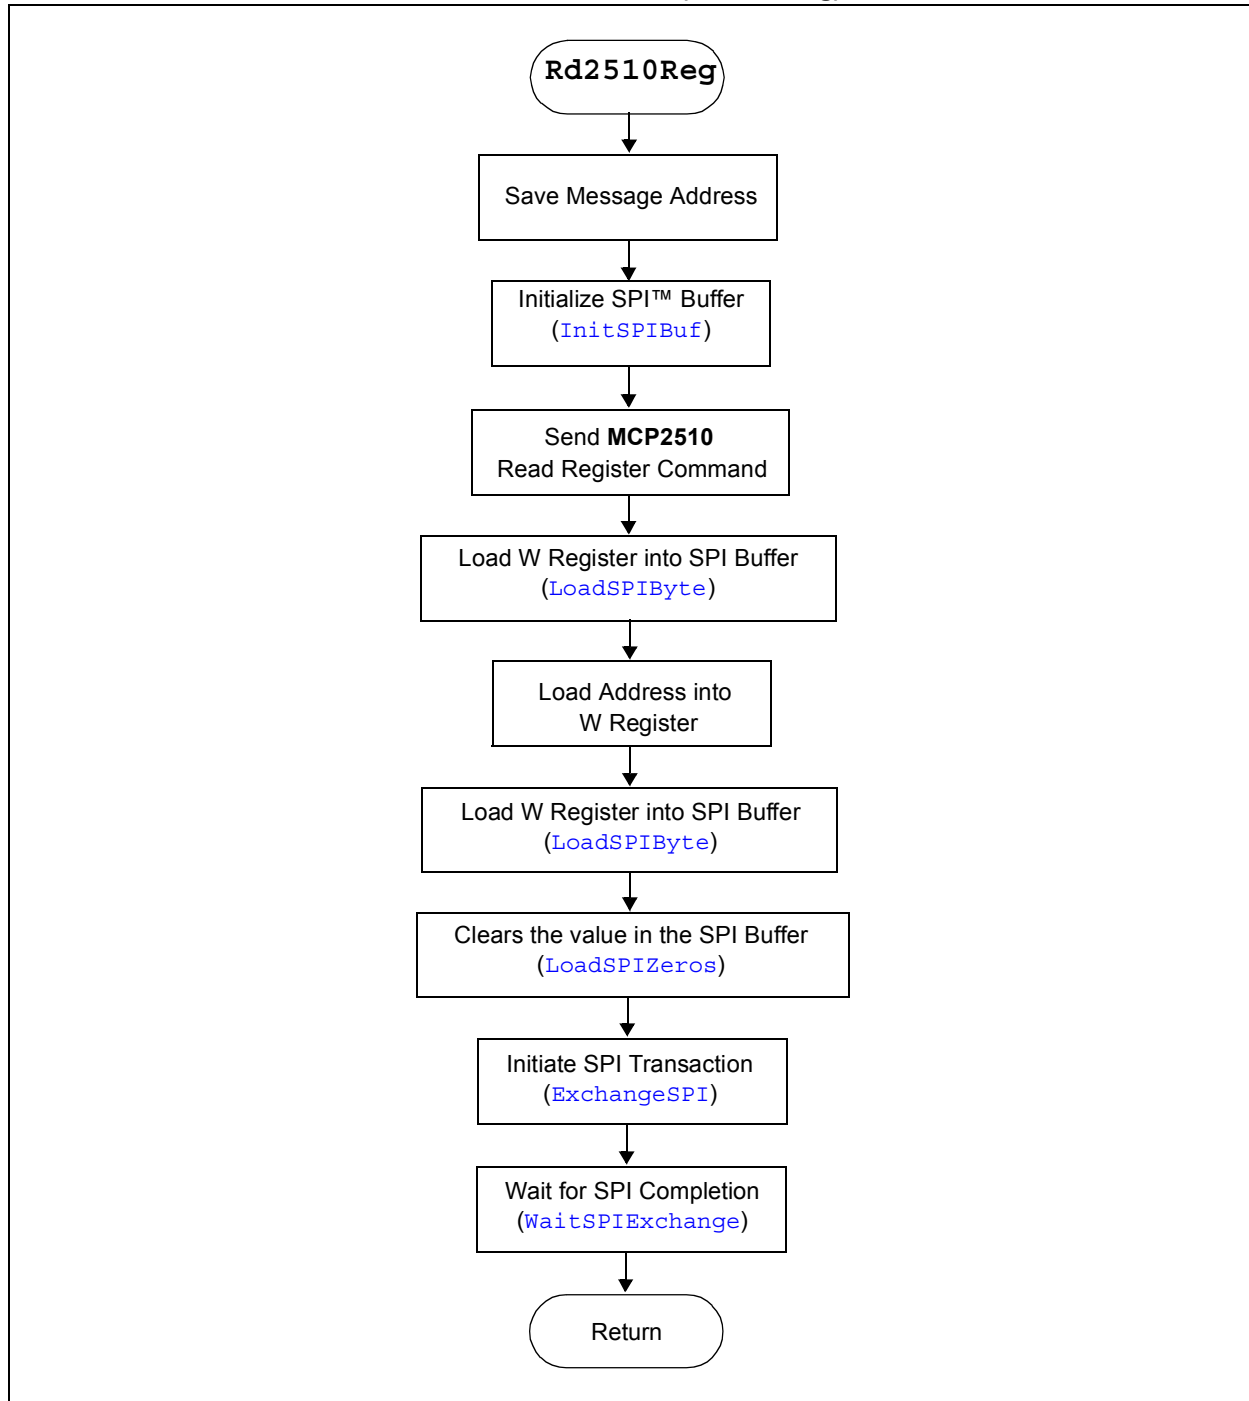 Rd2510Reg
Save Message Address
Initialize SPI™ Buffer
(InitSPIBuf)
Send MCP2510
Read Register Command
Load W Register into SPI Buffer
(LoadSPIByte)
Load Address into
W Register
Load W Register into SPI Buffer
(LoadSPIByte)
Clears the value in the SPI Buffer
(LoadSPIZeros)
Initiate SPI Transaction
(ExchangeSPI)
Wait for SPI Completion
(WaitSPIExchange)
Return